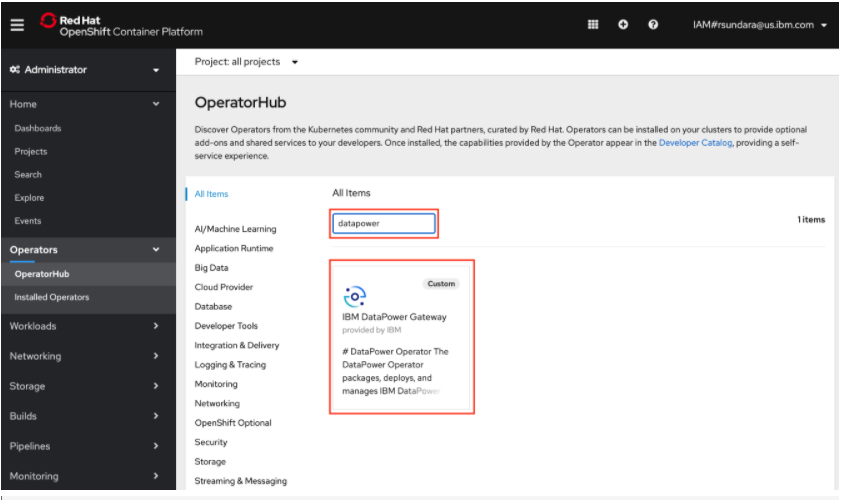 Red Hat
OpenShift Container Platform
IAM#rsundara@us.ibm.com
Administrator
Home
Dashboards
Projects
Search
Explore
Events
Operators
OperatorHub
Installed Operators
Workloads
Networking
Storage
Builds
Pipelines
Monitoring
Project: all projects
OperatorHub
Discover Operators from the Kubernetes community and Red Hat partners, curated by Red Hat. Operators can be installed on your clusters to provide optional
add-ons and shared services to your developers. Once installed, the capabilities provided by the Operator appear in the Developer Catalog, providing a self-
service experience.
All Items
AI/Machine Learning
Application Runtime
Big Data
Cloud Provider
Database
Developer Tools
Integration & Delivery
Logging & Tracing
Monitoring
Networking
OpenShift Optional
Security
Storage
Streaming & Messaging
All Items
datapower
1 items
Custom
IBM DataPower Gateway
provided by IBM
# DataPower Operator The
DataPower Operator
packages, deploys, and
manages IBM DataPower